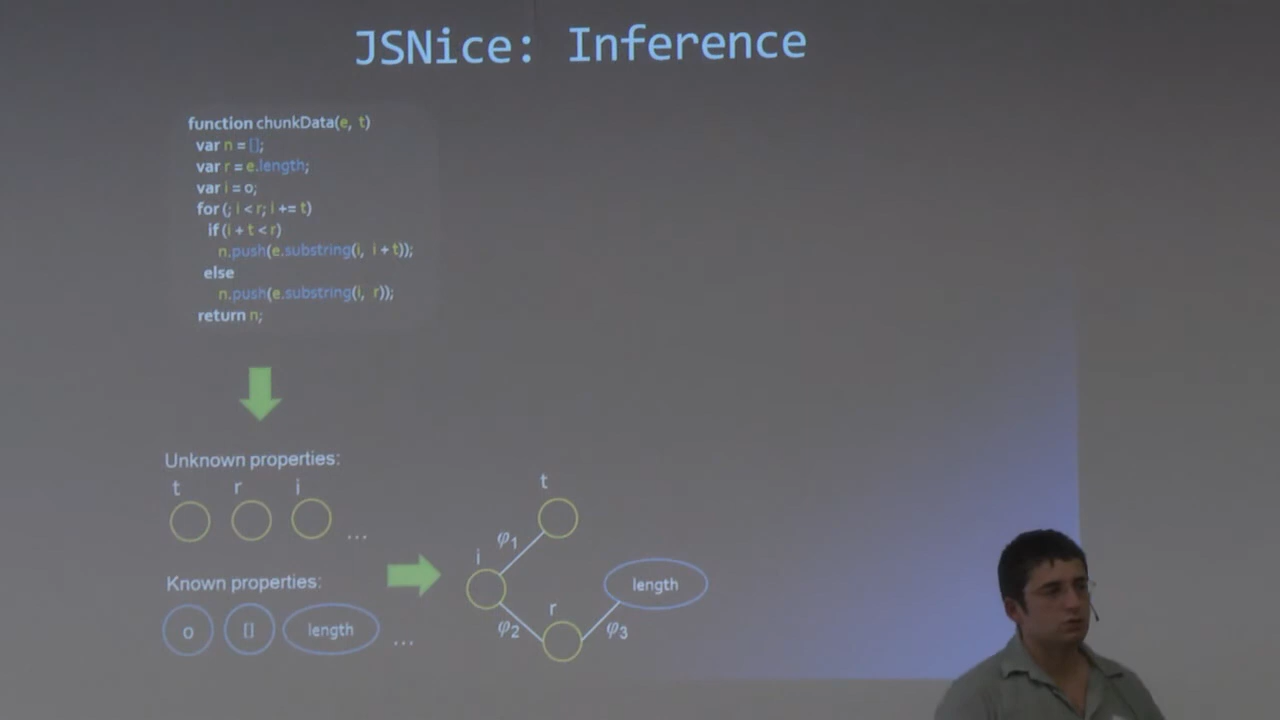 JSNice: Inference
function chunkData(e, t)
var n = [];
var r = e.length;
var i = 0;
for (; i < r; i += t)
if (i + t < r)
n.push(e.substring(i, i + t));
else
n.push(e.substring(i, r));
return n;
Unknown properties:
t r i
...
Known properties:
0 [] length ...
t
φ1
i
length
r
φ2 φ3